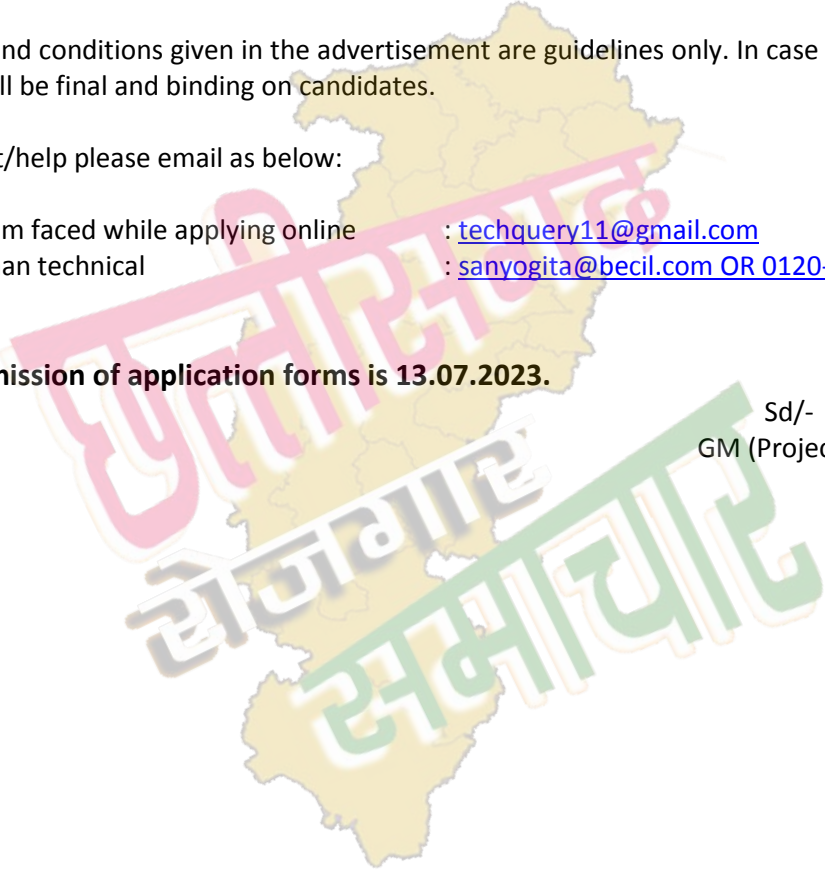 nd conditions given in the advertisement are guidelines only. In case
ll be final and binding on candidates.
t/help please email as below:
m faced while applying online : techquery11@gmail.com
an technical : sanyogita@becil.com OR 0120-
mission of application forms is 13.07.2023.
Sd/-
GM (Projec
छत्तीसगढ़
रोजगार
समाचार